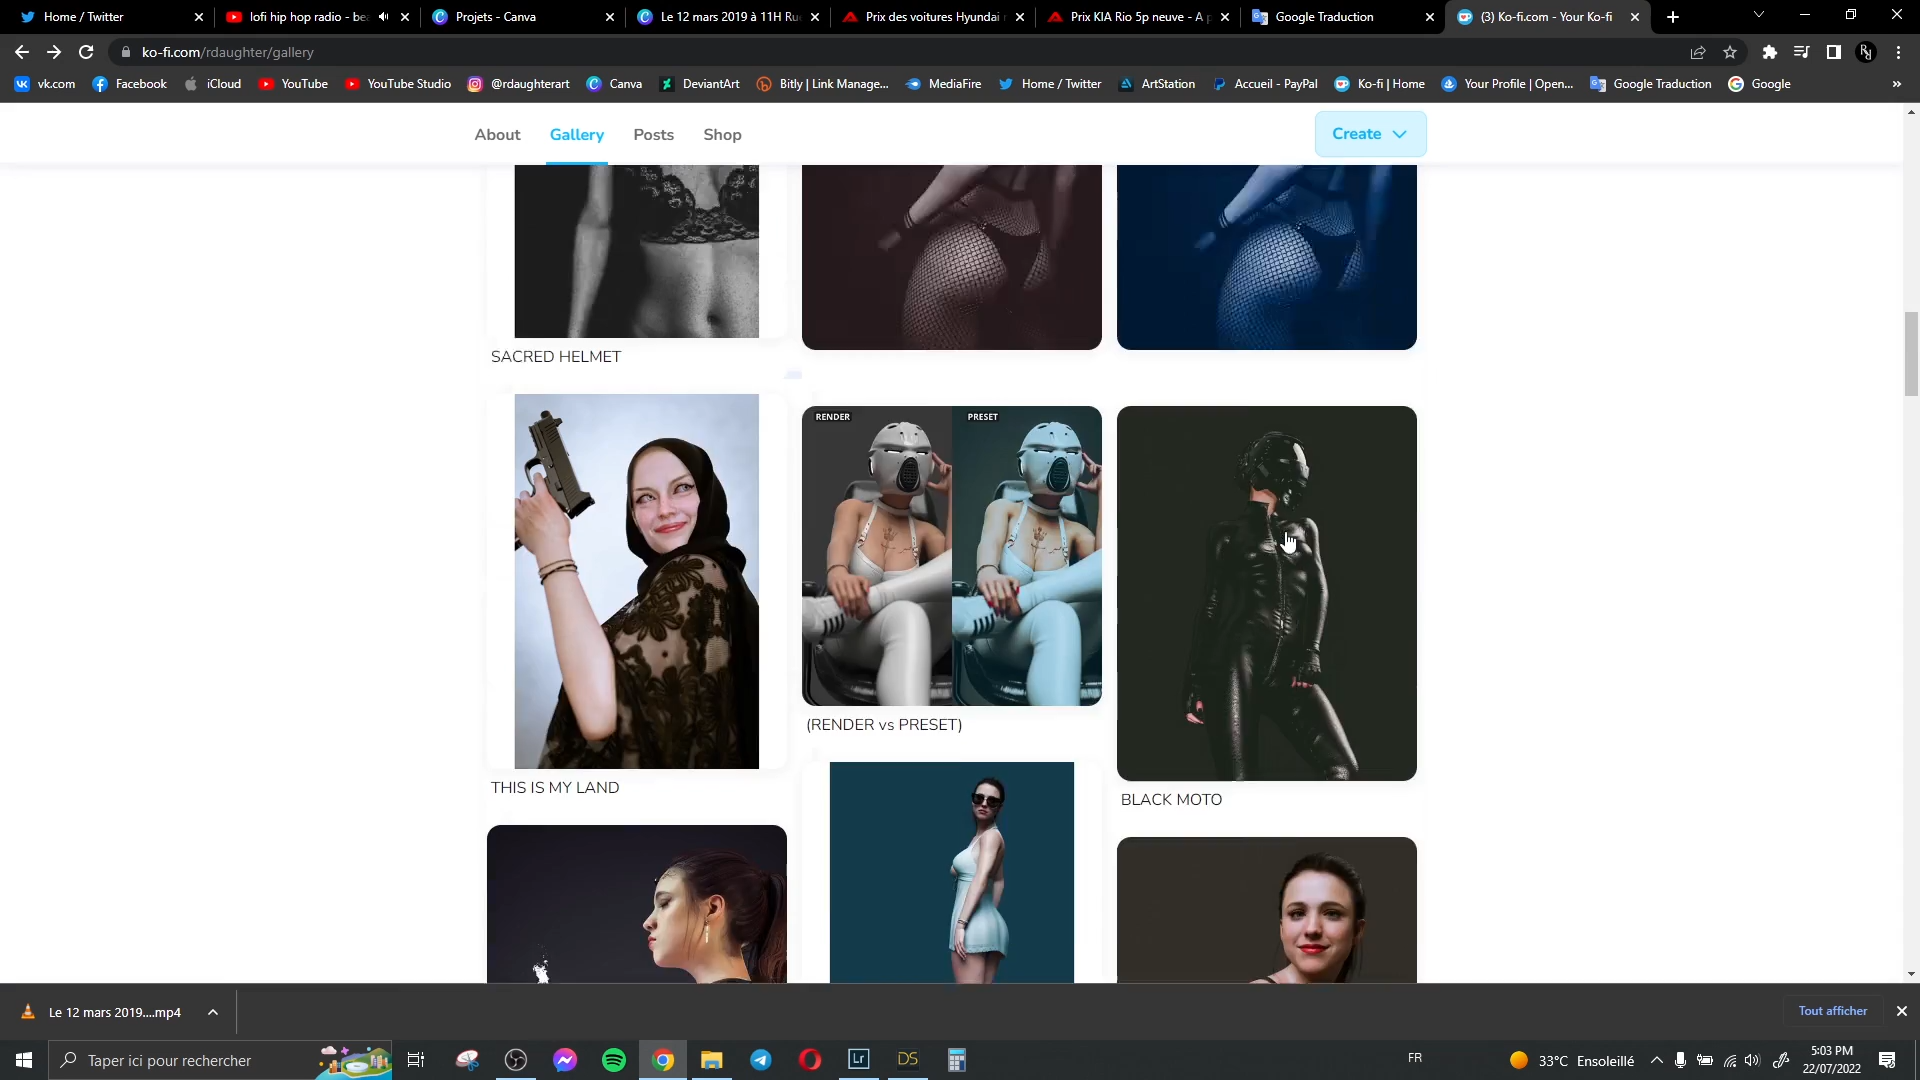 Home / Twitter
lofi hip hop radio - be
Projets - Canva
Le 12 mars 2019 à 11H Ru
Prix des voitures Hyundai
Prix KIA Rio 5p neuve - A p
Google Traduction
(3) Ko-fi.com - Your Ko-fi
ko-fi.com/rdaughter/gallery
vk.com
Facebook
iCloud
YouTube
YouTube Studio
@rdaughterart
Canva
DeviantArt
Bitly | Link Manage...
MediaFire
Home / Twitter
ArtStation
Accueil - PayPal
Ko-fi | Home
Your Profile | Open...
Google Traduction
Google
»
About
Gallery
Posts
Shop
Create
SACRED HELMET
RENDER
PRESET
(RENDER vs PRESET)
THIS IS MY LAND
BLACK MOTO
Le 12 mars 2019....mp4
Tout afficher
Taper ici pour rechercher
Lr
DS
FR
33°C Ensoleillé
5:03 PM
22/07/2022